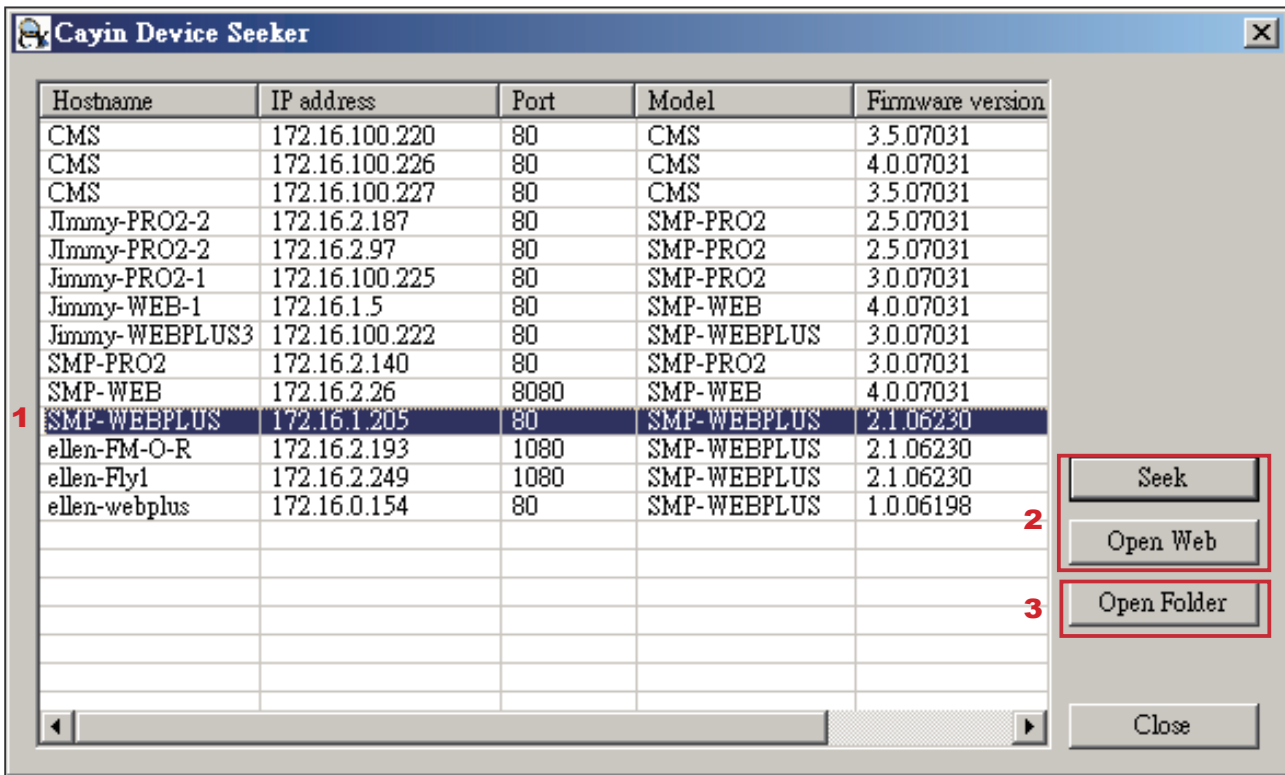 Cayin Device Seeker
Hostname IP address Port Model Firmware version
CMS 172.16.100.220 80 CMS 3.5.07031
CMS 172.16.100.226 80 CMS 4.0.07031
CMS 172.16.100.227 80 CMS 3.5.07031
JImmy-PRO2-2 172.16.2.187 80 SMP-PRO2 2.5.07031
JImmy-PRO2-2 172.16.2.97 80 SMP-PRO2 2.5.07031
Jimmy-PRO2-1 172.16.100.225 80 SMP-PRO2 3.0.07031
Jimmy-WEB-1 172.16.1.5 80 SMP-WEB 4.0.07031
Jimmy-WEBPLUS3 172.16.100.222 80 SMP-WEBPLUS 3.0.07031
SMP-PRO2 172.16.2.140 80 SMP-PRO2 3.0.07031
SMP-WEB 172.16.2.26 8080 SMP-WEB 4.0.07031
1 SMP-WEBPLUS 172.16.1.205 80 SMP-WEBPLUS 2.1.06230
ellen-FM-O-R 172.16.2.193 1080 SMP-WEBPLUS 2.1.06230
ellen-Fly1 172.16.2.249 1080 SMP-WEBPLUS 2.1.06230
ellen-webplus 172.16.0.154 80 SMP-WEBPLUS 1.0.06198
Seek
2
Open Web
3 Open Folder
Close